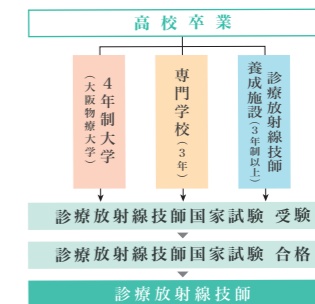 高校卒業
4年制大学
(大阪物療大学)
専門学校
(3年)
診療放射線技師
養成施設(3年制以上)
診療放射線技師国家試験 受験
診療放射線技師国家試験 合格
診療放射線技師